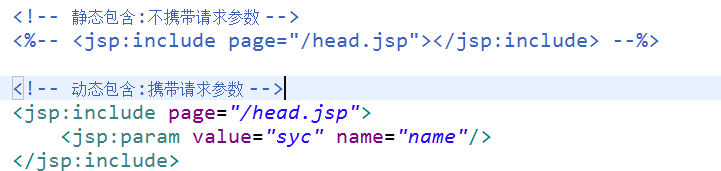 <!-- 静态包含:不携带请求参数 -->
<%-- <jsp:include page="/head.jsp"></jsp:include> --%>
<!-- 动态包含:携带请求参数 -->
<jsp:include page="/head.jsp">
<jsp:param value="syc" name="name"/>
</jsp:include>